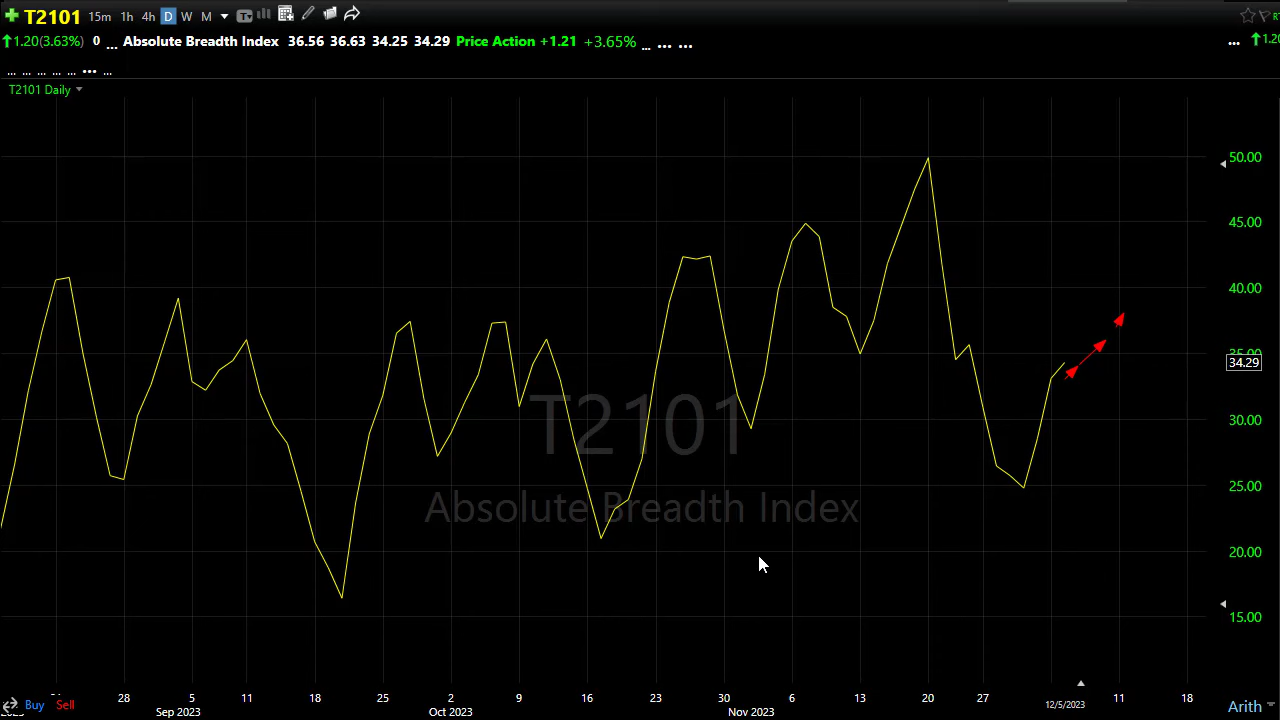 T2101 15m 1h 4h D W M T
1.20(3.63%) 0 ... Absolute Breadth Index 36.56 36.63 34.25 34.29 Price Action +1.21 +3.65% ... ... ... ... 1.20
... ... ... ... ... ... ...
T2101 Daily
50.00
45.00
40.00
35.00
34.29
30.00
25.00
20.00
15.00
T2101
Absolute Breadth Index
28 5 11 18 25 2 9 16 23 30 6 13 20 27 12/5/2023 11 18
Buy Sell Sep 2023 Oct 2023 Nov 2023 Arith